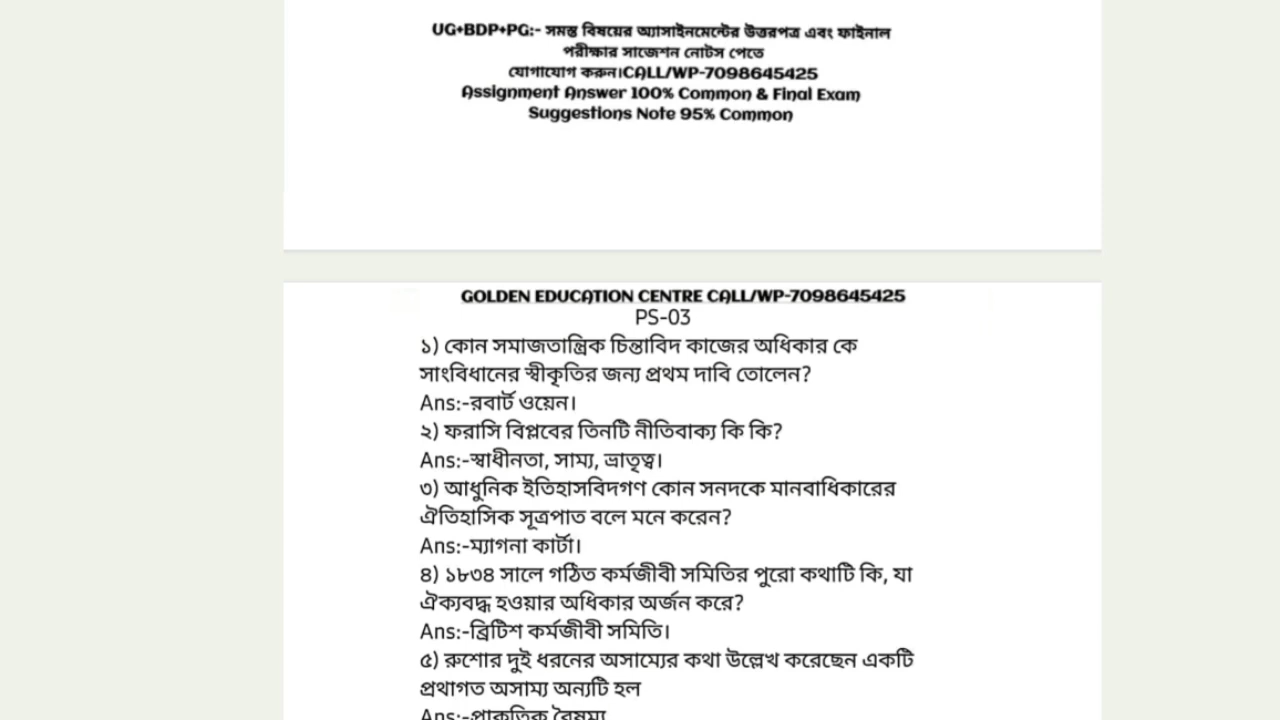 UG+BDP+PG:- সমস্ত বিষয়ের অ্যাসাইনমেন্টের উত্তরপত্র এবং ফাইনাল
পরীক্ষার সাজেশন নোটস পেতে
যোগাযোগ করুন।CALL/WP-7098645425
Assignment Answer 100% Common & Final Exam
Suggestions Note 95% Common
GOLDEN EDUCATION CENTRE CALL/WP-7098645425
PS-03
১) কোন সমাজতান্ত্রিক চিন্তাবিদ কাজের অধিকার কে
সাংবিধানের স্বীকৃতির জন্য প্রথম দাবি তোলেন?
Ans:-রবার্ট ওয়েন।
২) ফরাসি বিপ্লবের তিনটি নীতিবাক্য কি কি?
Ans:-স্বাধীনতা, সাম্য, ভ্রাতৃত্ব।
৩) আধুনিক ইতিহাসবিদগণ কোন সনদকে মানবাধিকারের
ঐতিহাসিক সূত্রপাত বলে মনে করেন?
Ans:-ম্যাগনা কার্টা।
৪) ১৮৩৪ সালে গঠিত কর্মজীবী সমিতির পুরো কথাটি কি, যা
ঐক্যবদ্ধ হওয়ার অধিকার অর্জন করে?
Ans:-ব্রিটিশ কর্মজীবী সমিতি।
৫) রুশোর দুই ধরনের অসাম্যের কথা উল্লেখ করেছেন একটি
প্রথাগত অসাম্য অন্যটি হল
Ans:-প্রাকৃতিক বৈষম্য